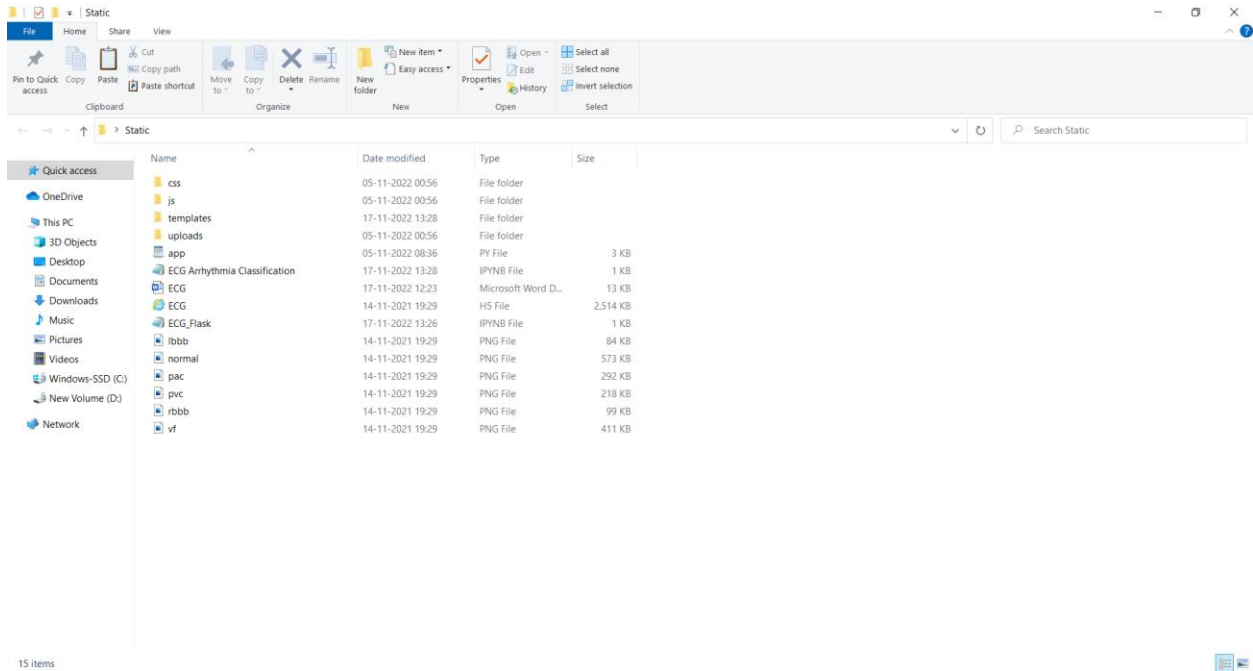 Static
File Home Share View
Pin to Quick access
Copy
Paste
Cut
Copy path
Paste shortcut
Clipboard
Move to
Copy to
Delete
Rename
Organize
New folder
New item
Easy access
New
Properties
Open
Edit
History
Open
Select all
Select none
Invert selection
Select
> Static
Search Static
Quick access
OneDrive
This PC
3D Objects
Desktop
Documents
Downloads
Music
Pictures
Videos
Windows-SSD (C:)
New Volume (D:)
Network
Name Date modified Type Size
css 05-11-2022 00:56 File folder
js 05-11-2022 00:56 File folder
templates 17-11-2022 13:28 File folder
uploads 05-11-2022 00:56 File folder
app 05-11-2022 08:36 PY File 3 KB
ECG Arrhythmia Classification 17-11-2022 13:28 IPYNB File 1 KB
ECG 17-11-2022 12:23 Microsoft Word D... 13 KB
ECG 14-11-2021 19:29 H5 File 2,514 KB
ECG_Flask 17-11-2022 13:26 IPYNB File 1 KB
lbbb 14-11-2021 19:29 PNG File 84 KB
normal 14-11-2021 19:29 PNG File 573 KB
pac 14-11-2021 19:29 PNG File 292 KB
pvc 14-11-2021 19:29 PNG File 218 KB
rbbb 14-11-2021 19:29 PNG File 99 KB
vf 14-11-2021 19:29 PNG File 411 KB
15 items